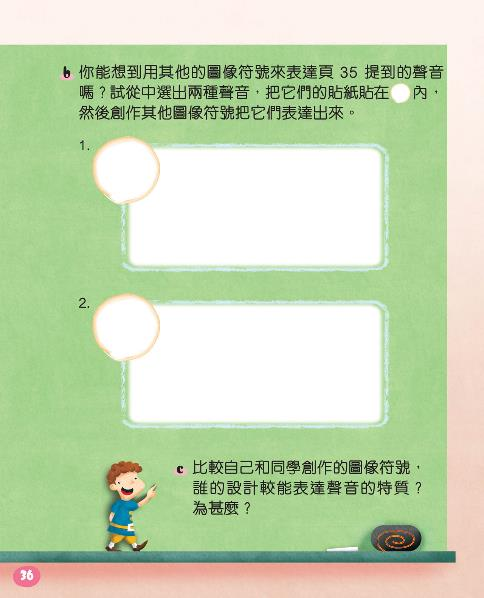 b 你能想到用其他的圖像符號來表達頁 35 提到的聲音
嗎？試從中選出兩種聲音，把它們的貼紙貼在 內，
然後創作其他圖像符號把它們表達出來。
1.
2.
c 比較自己和同學創作的圖像符號，
誰的設計較能表達聲音的特質？
為甚麼？
36